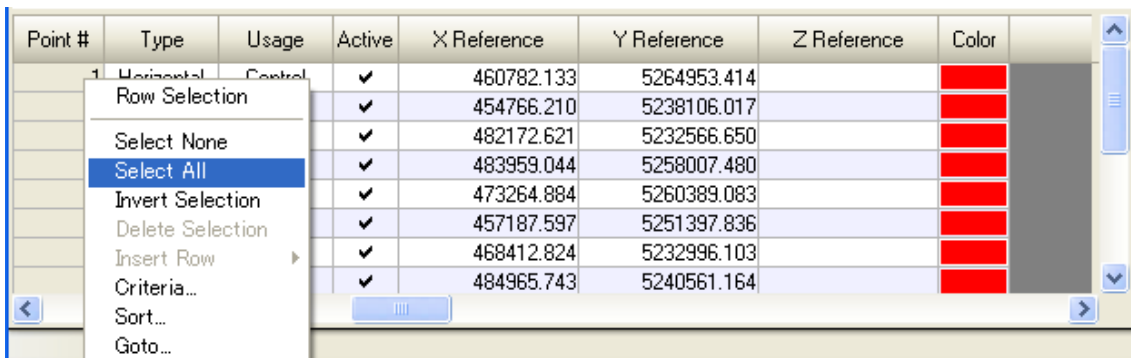 Point # Type Usage Active X Reference Y Reference Z Reference Color
1 Horizontal Control 460782.133 5264953.414
Row Selection 454766.210 5238106.017
Select None 482172.621 5232566.650
Select All 483959.044 5258007.480
Invert Selection 473264.884 5260389.083
Delete Selection 457187.597 5251397.836
Insert Row 468412.824 5232996.103
Criteria... 484965.743 5240561.164
Sort...
Goto...